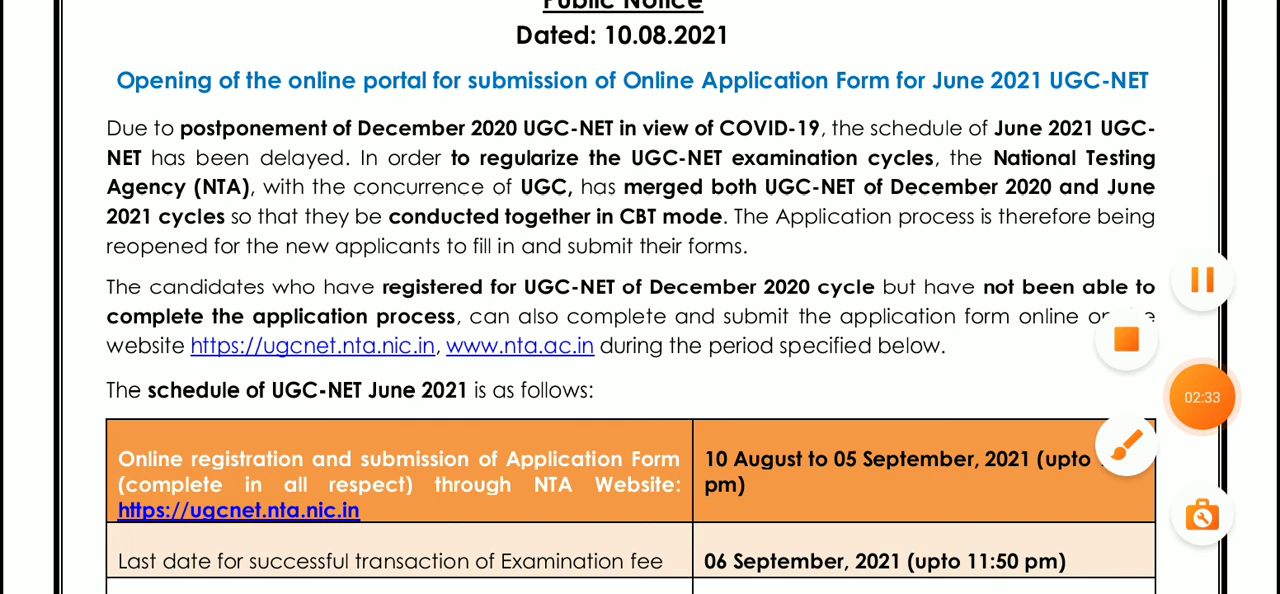 Public Notice
Dated: 10.08.2021
Opening of the online portal for submission of Online Application Form for June 2021 UGC-NET
Due to postponement of December 2020 UGC-NET in view of COVID-19, the schedule of June 2021 UGC-
NET has been delayed. In order to regularize the UGC-NET examination cycles, the National Testing
Agency (NTA), with the concurrence of UGC, has merged both UGC-NET of December 2020 and June
2021 cycles so that they be conducted together in CBT mode. The Application process is therefore being
reopened for the new applicants to fill in and submit their forms.
The candidates who have registered for UGC-NET of December 2020 cycle but have not been able to
complete the application process, can also complete and submit the application form online
website https://ugcnet.nta.nic.in, www.nta.ac.in during the period specified below.
The schedule of UGC-NET June 2021 is as follows:
Online registration and submission of Application Form
(complete in all respect) through NTA Website:
https://ugcnet.nta.nic.in
10 August to 05 September, 2021 (upto
pm)
Last date for successful transaction of Examination fee
06 September, 2021 (upto 11:50 pm)
02:33